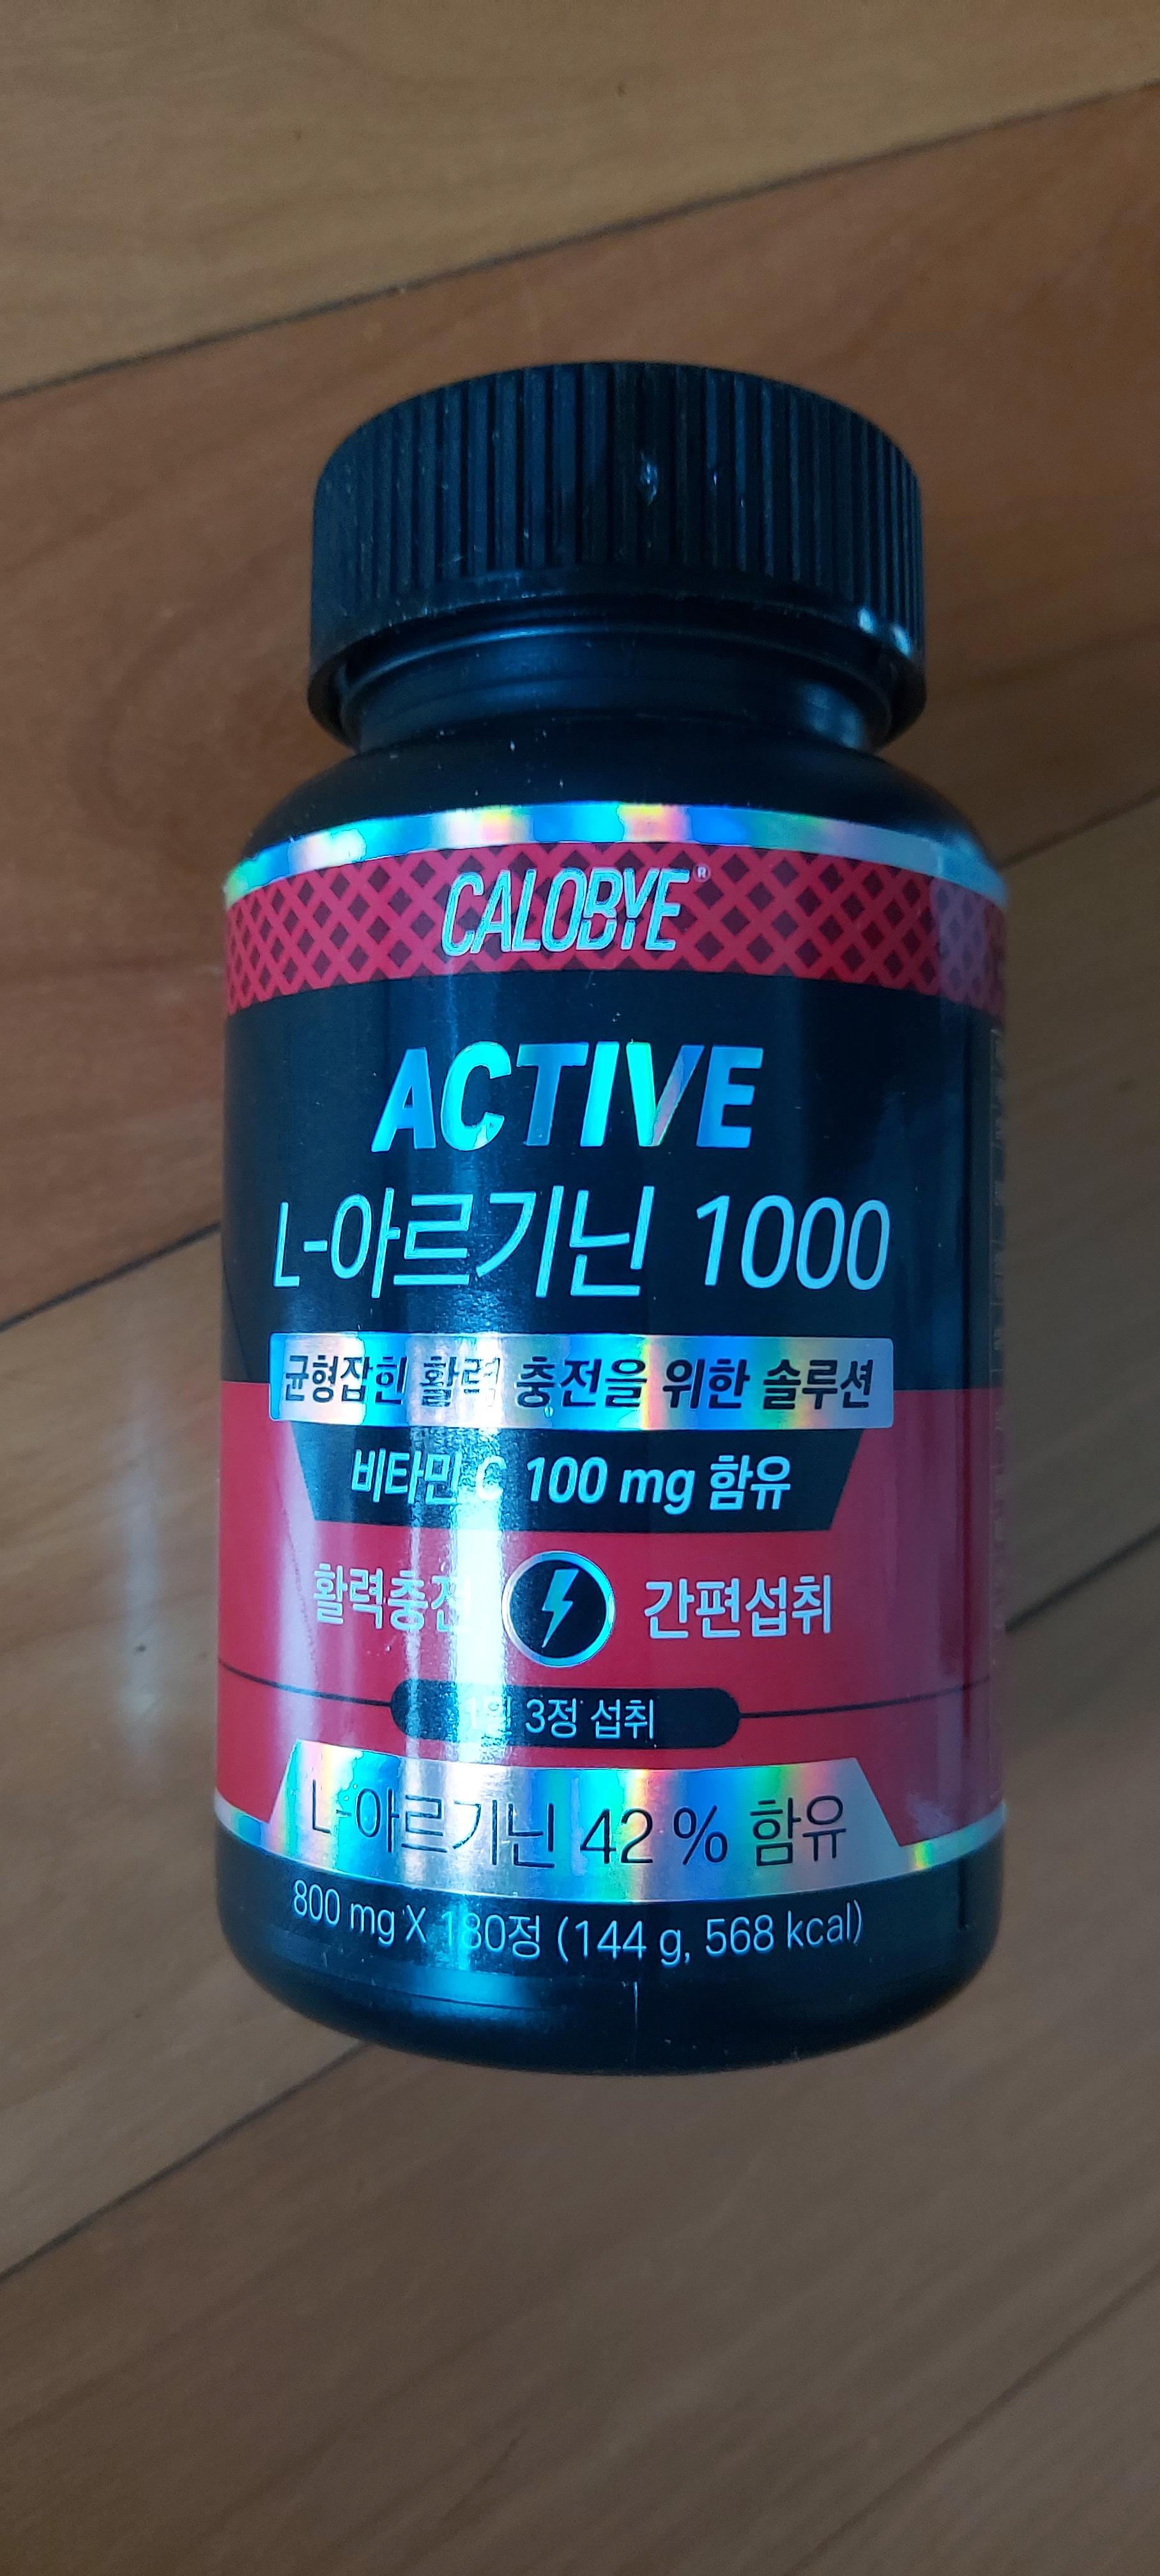 CALOBYE®
ACTIVE
L-아르기닌 1000
균형잡힌 활력 충전을 위한 솔루션
비타민 C 100 mg 함유
활력충전 간편섭취
1일 3정 섭취
L-아르기닌 42 % 함유
800 mg X 180정 (144 g, 568 kcal)